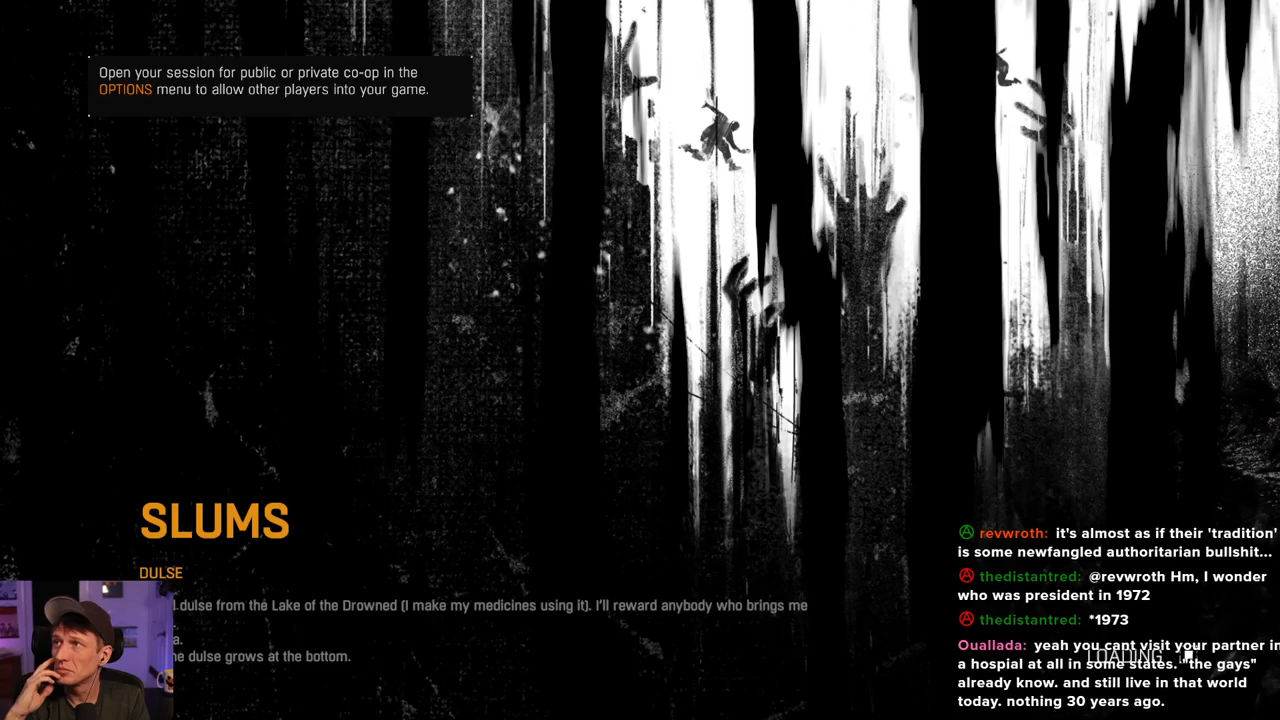 Open your session for public or private co-op in the
OPTIONS menu to allow other players into your game.
SLUMS
DULSE
dulse from the Lake of the Drowned (I make my medicines using it). I'll reward anybody who brings me
a.
dulse grows at the bottom.
LOADING
revwroth: it's almost as if their 'tradition'
is some newfangled authoritarian bullshit...
thedistantred: @revwroth Hm, I wonder
who was president in 1972
thedistantred: *1973
Ouallada: yeah you cant visit your partner in
a hospial at all in some states. "the gays"
already know. and still live in that world
today. nothing 30 years ago.